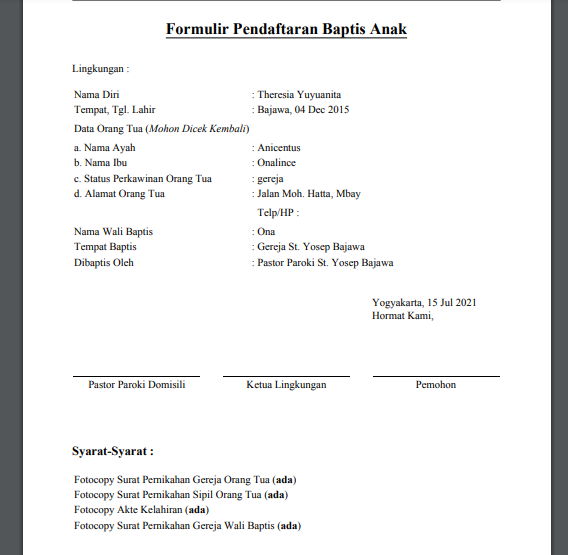 Formulir Pendaftaran Baptis Anak
Lingkungan :
Nama Diri : Theresia Yuyuanita
Tempat, Tgl. Lahir : Bajawa, 04 Dec 2015
Data Orang Tua (Mohon Dicek Kembali)
a. Nama Ayah : Anicentus
b. Nama Ibu : Onalince
c. Status Perkawinan Orang Tua : gereja
d. Alamat Orang Tua : Jalan Moh. Hatta, Mbay
Telp/HP :
Nama Wali Baptis : Ona
Tempat Baptis : Gereja St. Yosep Bajawa
Dibaptis Oleh : Pastor Paroki St. Yosep Bajawa
Yogyakarta, 15 Jul 2021
Hormat Kami,
Pastor Paroki Domisili Ketua Lingkungan Pemohon
Syarat-Syarat :
Fotocopy Surat Pernikahan Gereja Orang Tua (ada)
Fotocopy Surat Pernikahan Sipil Orang Tua (ada)
Fotocopy Akte Kelahiran (ada)
Fotocopy Surat Pernikahan Gereja Wali Baptis (ada)